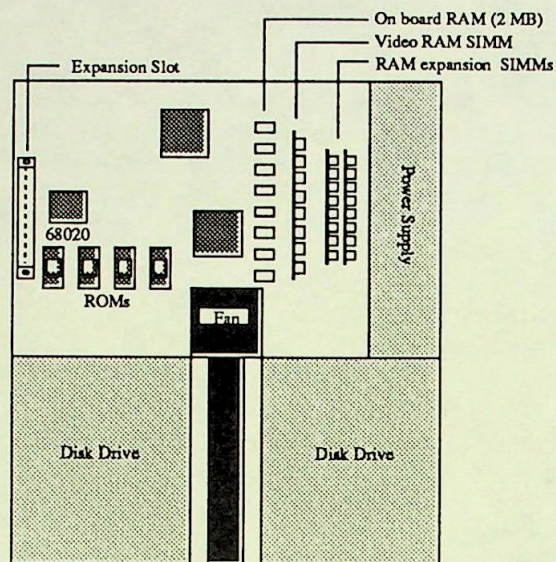 On board RAM (2 MB)
Video RAM SIMM
Expansion Slot
RAM expansion SIMMs
Power Supply
68020
ROMs
Fan
Disk Drive
Disk Drive